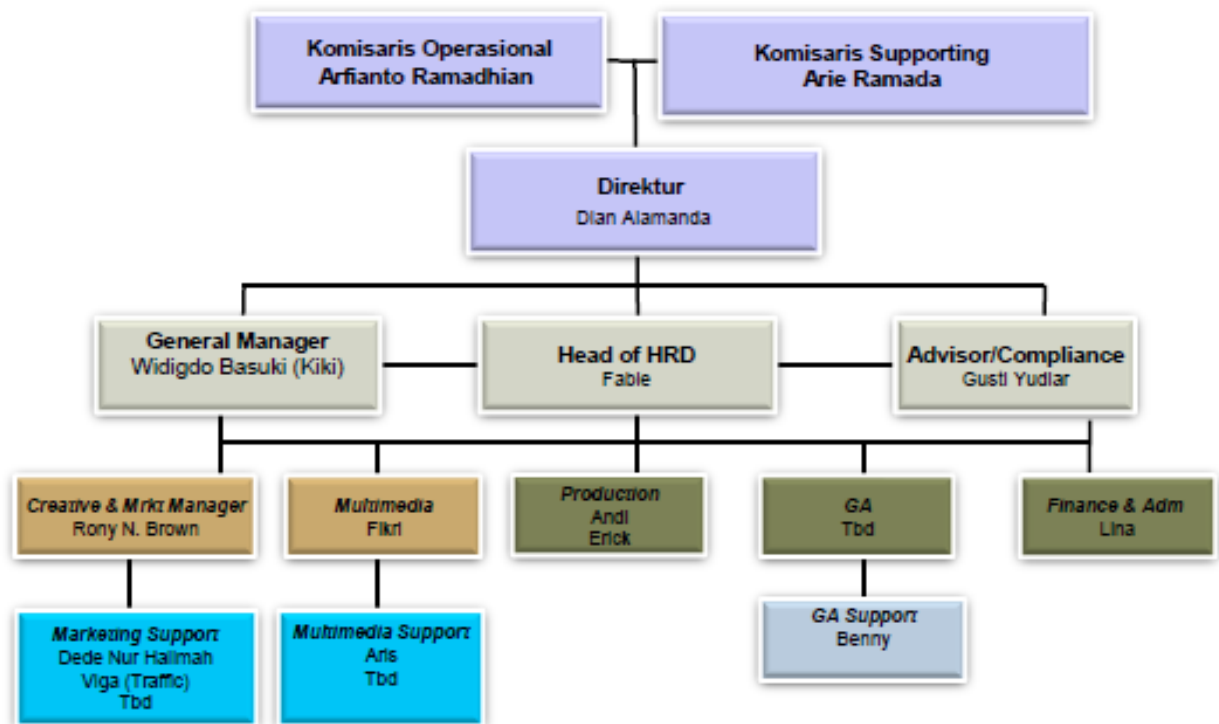 Komisaris Operasional
Arfianto Ramadhian
Komisaris Supporting
Arie Ramada
Direktur
Dian Alamanda
General Manager
Widigdo Basuki (Kiki)
Head of HRD
Fabie
Advisor/Compliance
Gusti Yudiar
Creative & Mrkt Manager
Rony N. Brown
Multimedia
Fikri
Production
Andi
Erick
GA
Tbd
Finance & Adm
Lina
Marketing Support
Dede Nur Halimah
Viga (Traffic)
Tbd
Multimedia Support
Aris
Tbd
GA Support
Benny